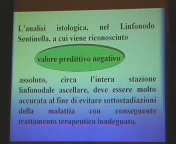 L'analisi istologica, nel Linfonodo
Sentinella, a cui viene riconosciuto
valore predittivo negativo
assoluto, circa l'intera stazione
linfonodale ascellare, deve essere molto
accurata al fine di evitare sottostadiazioni
della malattia con conseguente
trattamento terapeutico inadeguato.